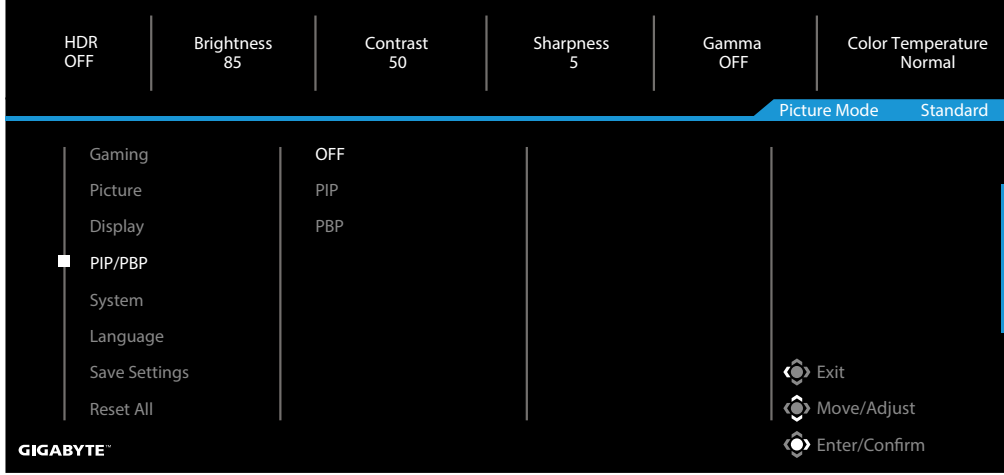 HDR Brightness Contrast Sharpness Gamma Color Temperature
OFF 85 50 5 OFF Normal
Picture Mode Standard
Gaming OFF
Picture PIP
Display PBP
PIP/PBP
System
Language
Save Settings
Exit
Reset All
Move/Adjust
GIGABYTE™
Enter/Confirm